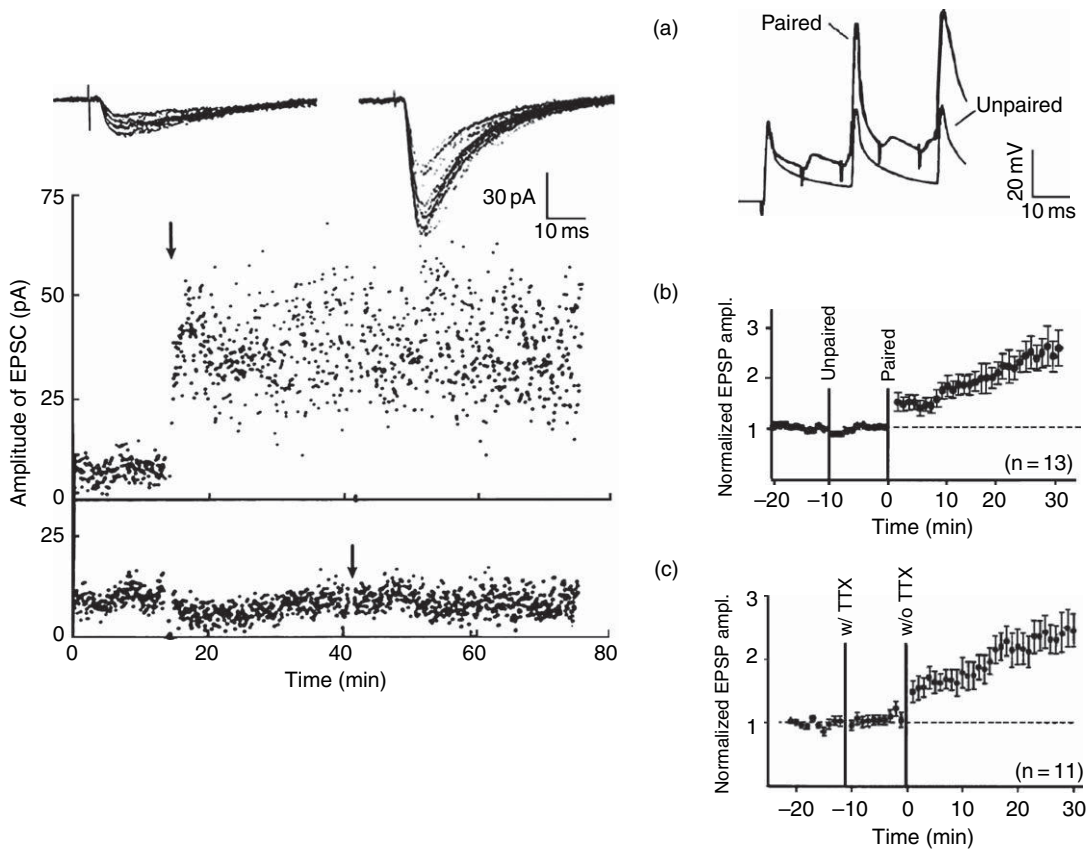 30 pA
10 ms
75
50
25
0
25
0
Amplitude of EPSC (pA)
0
20
40
60
80
Time (min)
(a)
Paired
Unpaired
20 mV
10 ms
(b)
Normalized EPSP ampl.
3
2
1
Unpaired
Paired
(n = 13)
–20
–10
0
10
20
30
Time (min)
(c)
Normalized EPSP ampl.
3
2
1
w/ TTX
w/o TTX
(n = 11)
–20
–10
0
10
20
30
Time (min)